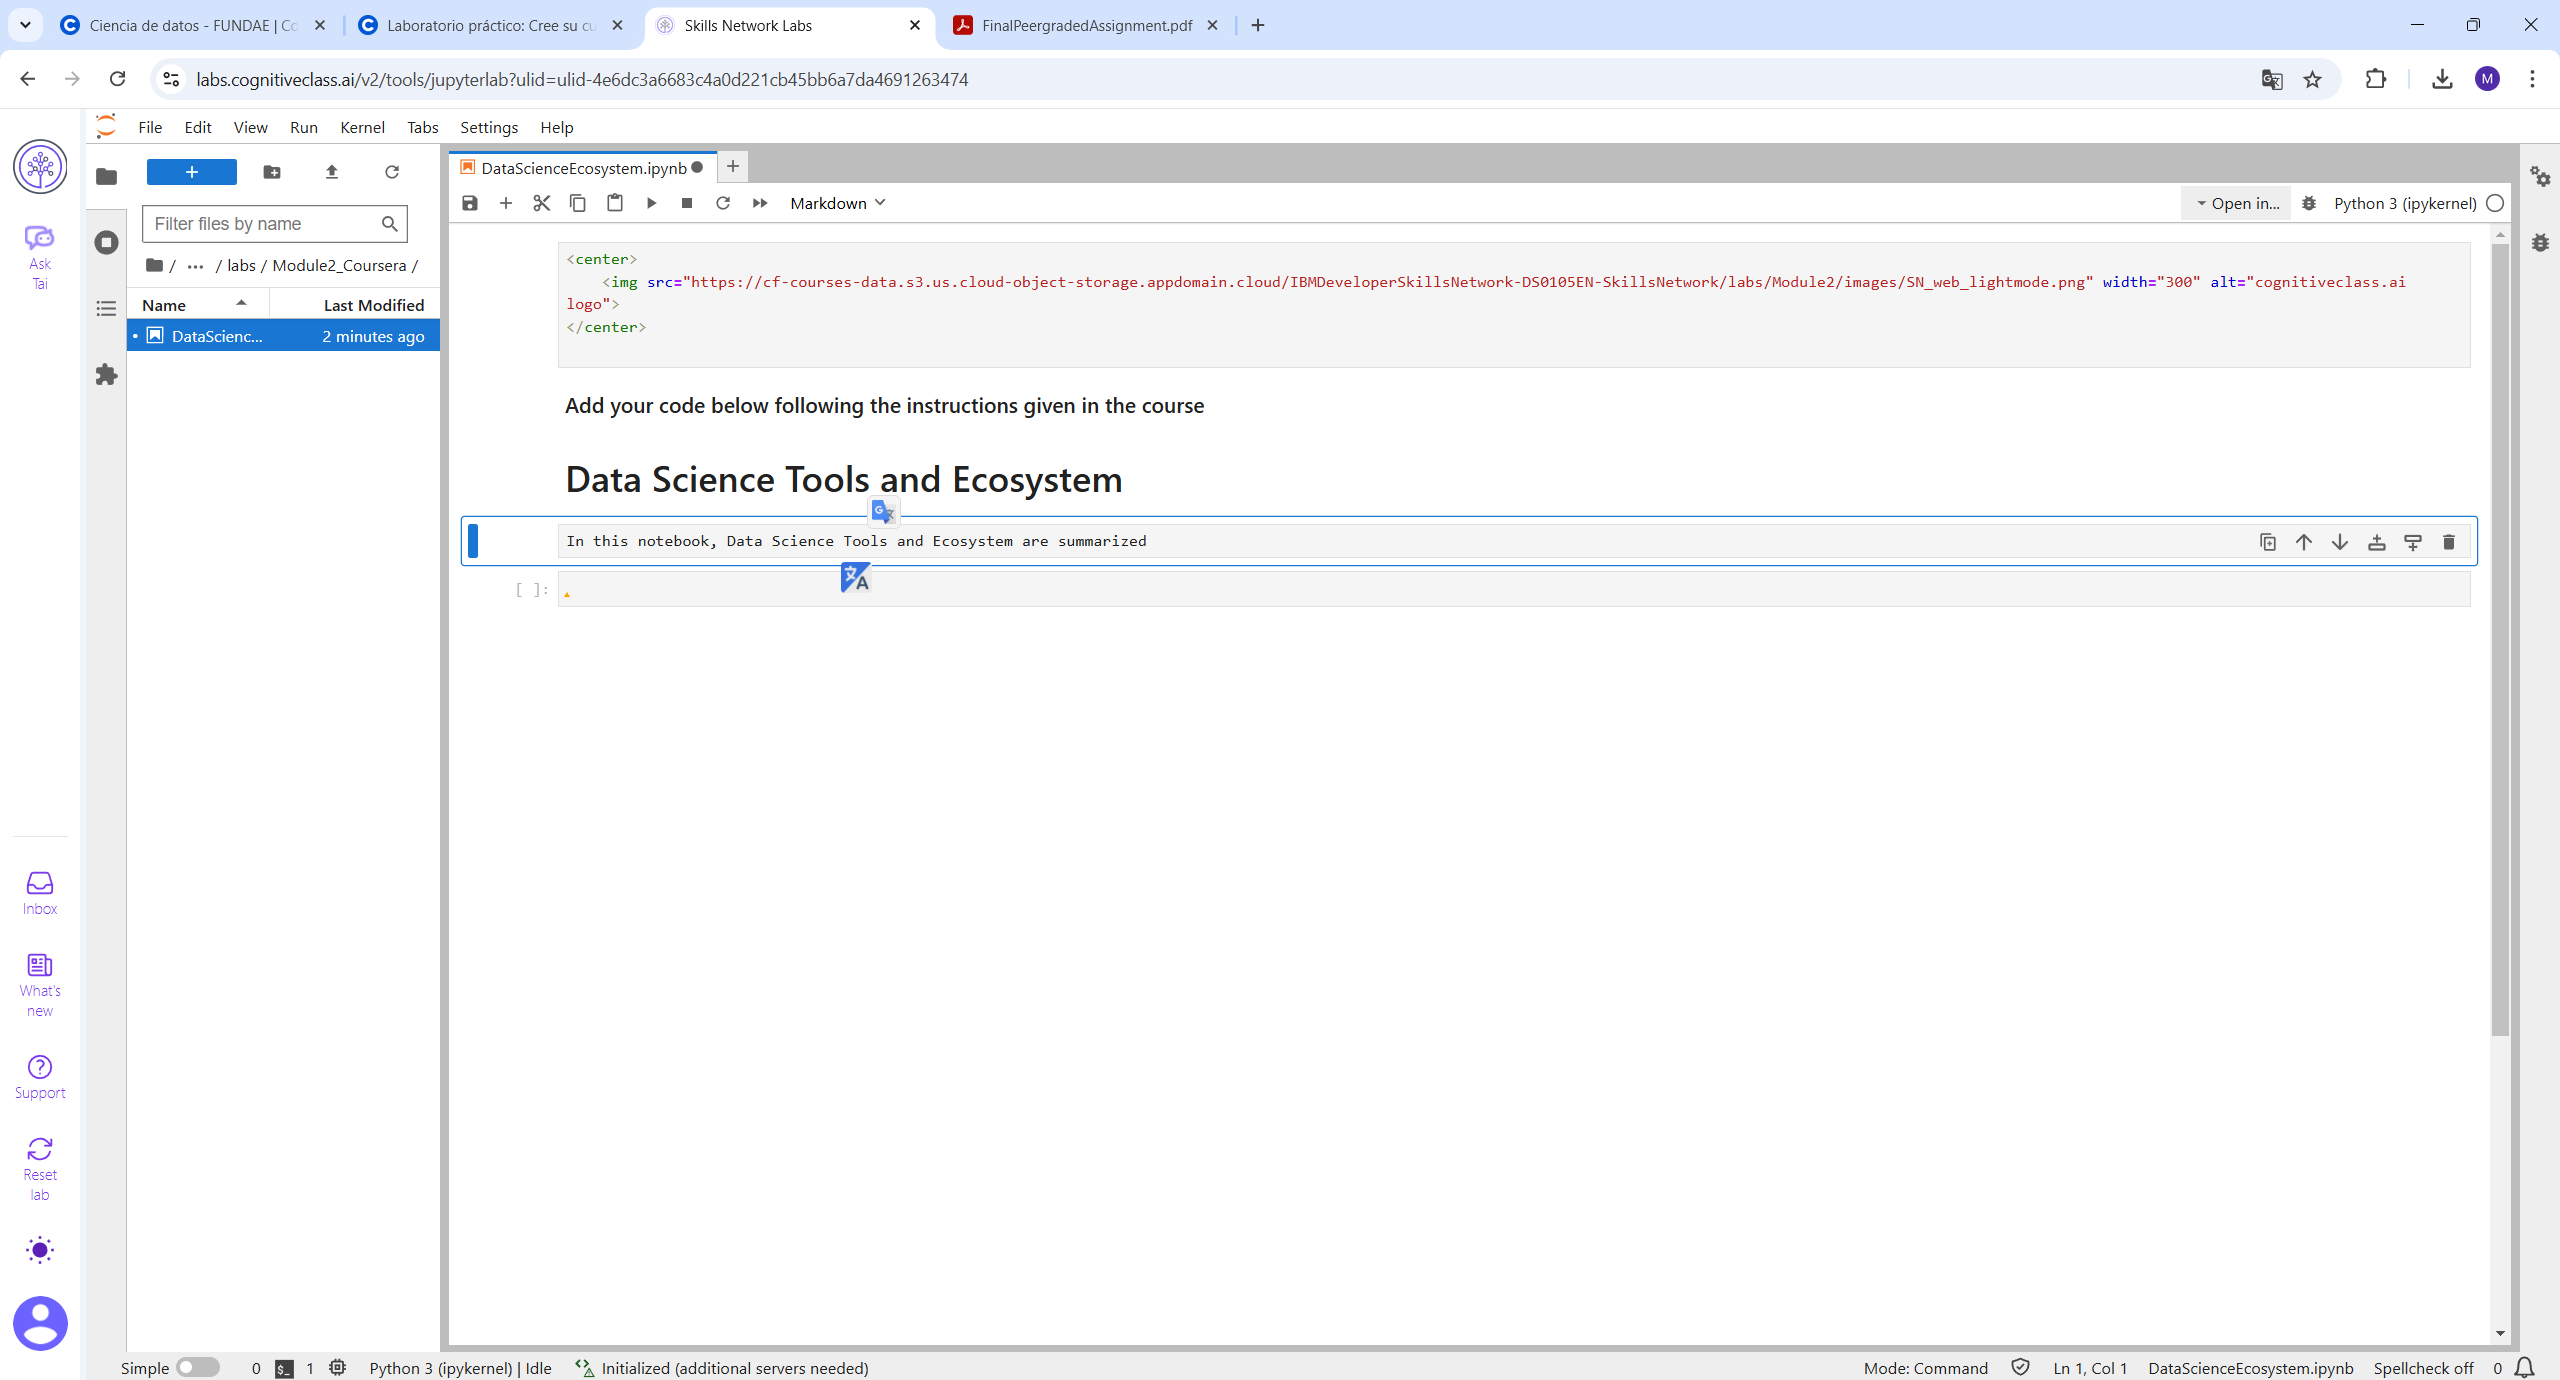 Ciencia de datos - FUNDAE | Co
Laboratorio práctico: Cree su cu
Skills Network Labs
FinalPeergradedAssignment.pdf
labs.cognitiveclass.ai/v2/tools/jupyterlab?ulid=ulid-4e6dc3a6683c4a0d221cb45bb6a7da4691263474
M
File Edit View Run Kernel Tabs Settings Help
Ask
Tai
Filter files by name
/ ... / labs / Module2_Coursera /
Name Last Modified
DataScienc... 2 minutes ago
DataScienceEcosystem.ipynb
Markdown
Open in...
Python 3 (ipykernel)
<center>
<img src="https://cf-courses-data.s3.us.cloud-object-storage.appdomain.cloud/IBMDeveloperSkillsNetwork-DS0105EN-SkillsNetwork/labs/Module2/images/SN_web_lightmode.png" width="300" alt="cognitiveclass.ai
logo">
</center>
Add your code below following the instructions given in the course
Data Science Tools and Ecosystem
In this notebook, Data Science Tools and Ecosystem are summarized
[ ]:
Inbox
What's
new
Support
Reset
lab
Simple 0 $_ 1 Python 3 (ipykernel) | Idle Initialized (additional servers needed)
Mode: Command Ln 1, Col 1 DataScienceEcosystem.ipynb Spellcheck off 0